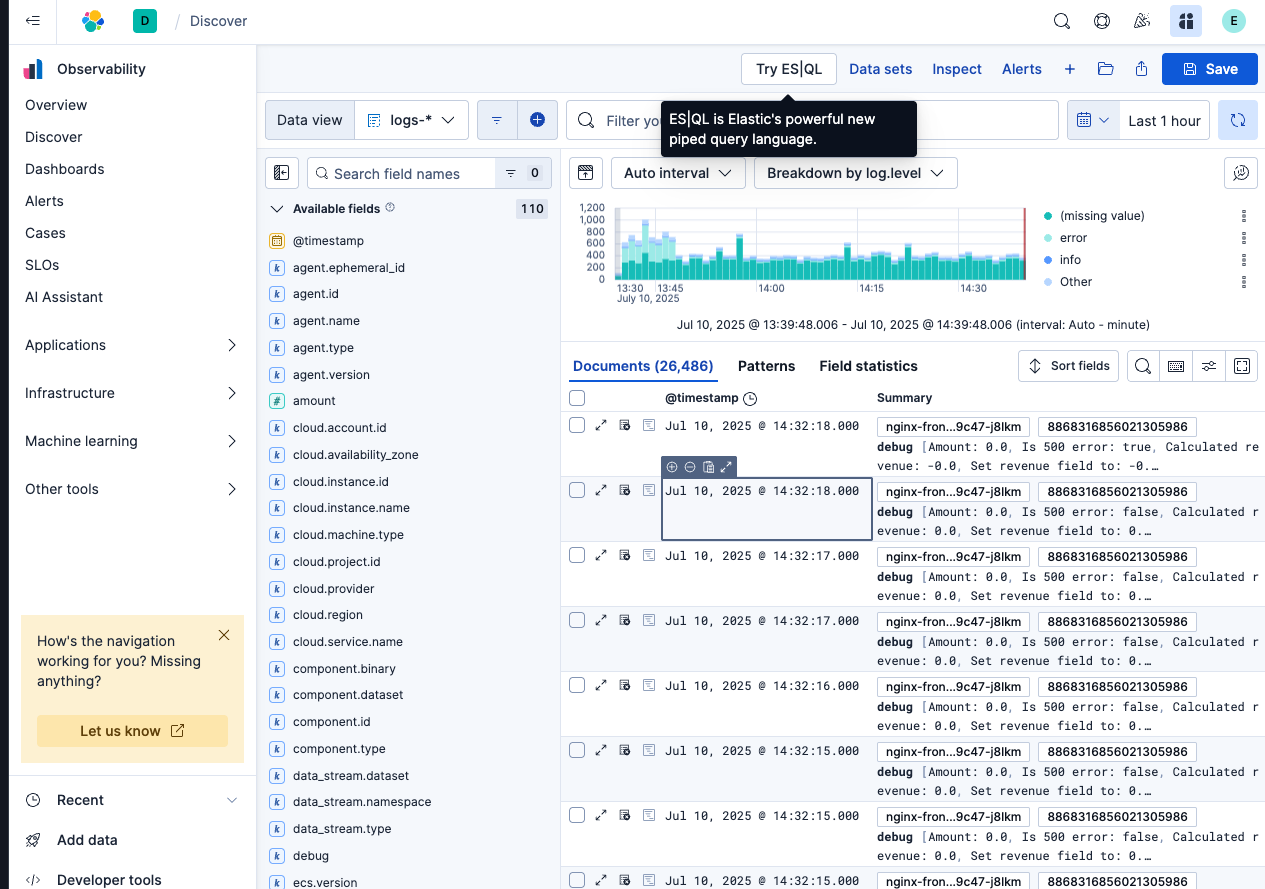 D / Discover
E
Observability
Overview
Discover
Dashboards
Alerts
Cases
SLOs
AI Assistant
Applications
Infrastructure
Machine learning
Other tools
How's the navigation
working for you? Missing
anything?
Let us know
Recent
Add data
Developer tools
Try ES|QL
Data sets
Inspect
Alerts
Save
ES|QL is Elastic's powerful new
piped query language.
Data view
logs-*
Filter you
Last 1 hour
Search field names
0
Available fields
110
@timestamp
k agent.ephemeral_id
k agent.id
k agent.name
k agent.type
k agent.version
# amount
k cloud.account.id
k cloud.availability_zone
k cloud.instance.id
k cloud.instance.name
k cloud.machine.type
k cloud.project.id
k cloud.provider
k cloud.region
k cloud.service.name
k component.binary
k component.dataset
k component.id
k component.type
k data_stream.dataset
k data_stream.namespace
k data_stream.type
k debug
k ecs.version
Auto interval
Breakdown by log.level
1,200
1,000
800
600
400
200
0
13:30 13:45 14:00 14:15 14:30
July 10, 2025
(missing value)
error
info
Other
Jul 10, 2025 @ 13:39:48.006 - Jul 10, 2025 @ 14:39:48.006 (interval: Auto - minute)
Documents (26,486)
Patterns
Field statistics
Sort fields
@timestamp
Summary
Jul 10, 2025 @ 14:32:18.000 nginx-fron...9c47-j8lkm 8868316856021305986
debug [Amount: 0.0, Is 500 error: true, Calculated re
venue: -0.0, Set revenue field to: -0.…
Jul 10, 2025 @ 14:32:18.000 nginx-fron...9c47-j8lkm 8868316856021305986
debug [Amount: 0.0, Is 500 error: false, Calculated r
evenue: 0.0, Set revenue field to: 0.…
Jul 10, 2025 @ 14:32:17.000 nginx-fron...9c47-j8lkm 8868316856021305986
debug [Amount: 0.0, Is 500 error: false, Calculated r
evenue: 0.0, Set revenue field to: 0.…
Jul 10, 2025 @ 14:32:17.000 nginx-fron...9c47-j8lkm 8868316856021305986
debug [Amount: 0.0, Is 500 error: false, Calculated r
evenue: 0.0, Set revenue field to: 0.…
Jul 10, 2025 @ 14:32:16.000 nginx-fron...9c47-j8lkm 8868316856021305986
debug [Amount: 0.0, Is 500 error: false, Calculated r
evenue: 0.0, Set revenue field to: 0.…
Jul 10, 2025 @ 14:32:15.000 nginx-fron...9c47-j8lkm 8868316856021305986
debug [Amount: 0.0, Is 500 error: false, Calculated r
evenue: 0.0, Set revenue field to: 0.…
Jul 10, 2025 @ 14:32:15.000 nginx-fron...9c47-j8lkm 8868316856021305986
debug [Amount: 0.0, Is 500 error: false, Calculated r
evenue: 0.0, Set revenue field to: 0.…
Jul 10, 2025 @ 14:32:15.000 nginx-fron...9c47-j8lkm 8868316856021305986